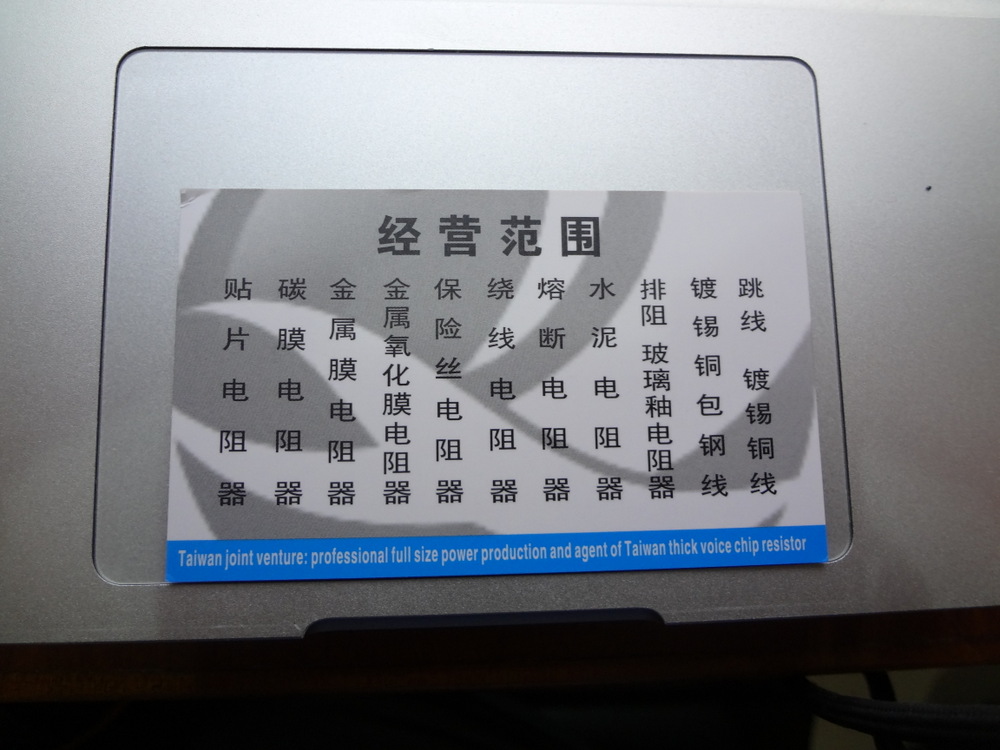 经营范围
贴片电阻器
碳膜电阻器
金属膜电阻器
金属氧化膜电阻器
保险丝电阻器
绕线电阻器
熔断电阻器
水泥电阻器
排阻 玻璃釉电阻器
镀锡铜包钢线
跳线 镀锡铜线
Taiwan joint venture: professional full size power production and agent of Taiwan thick voice chip resistor